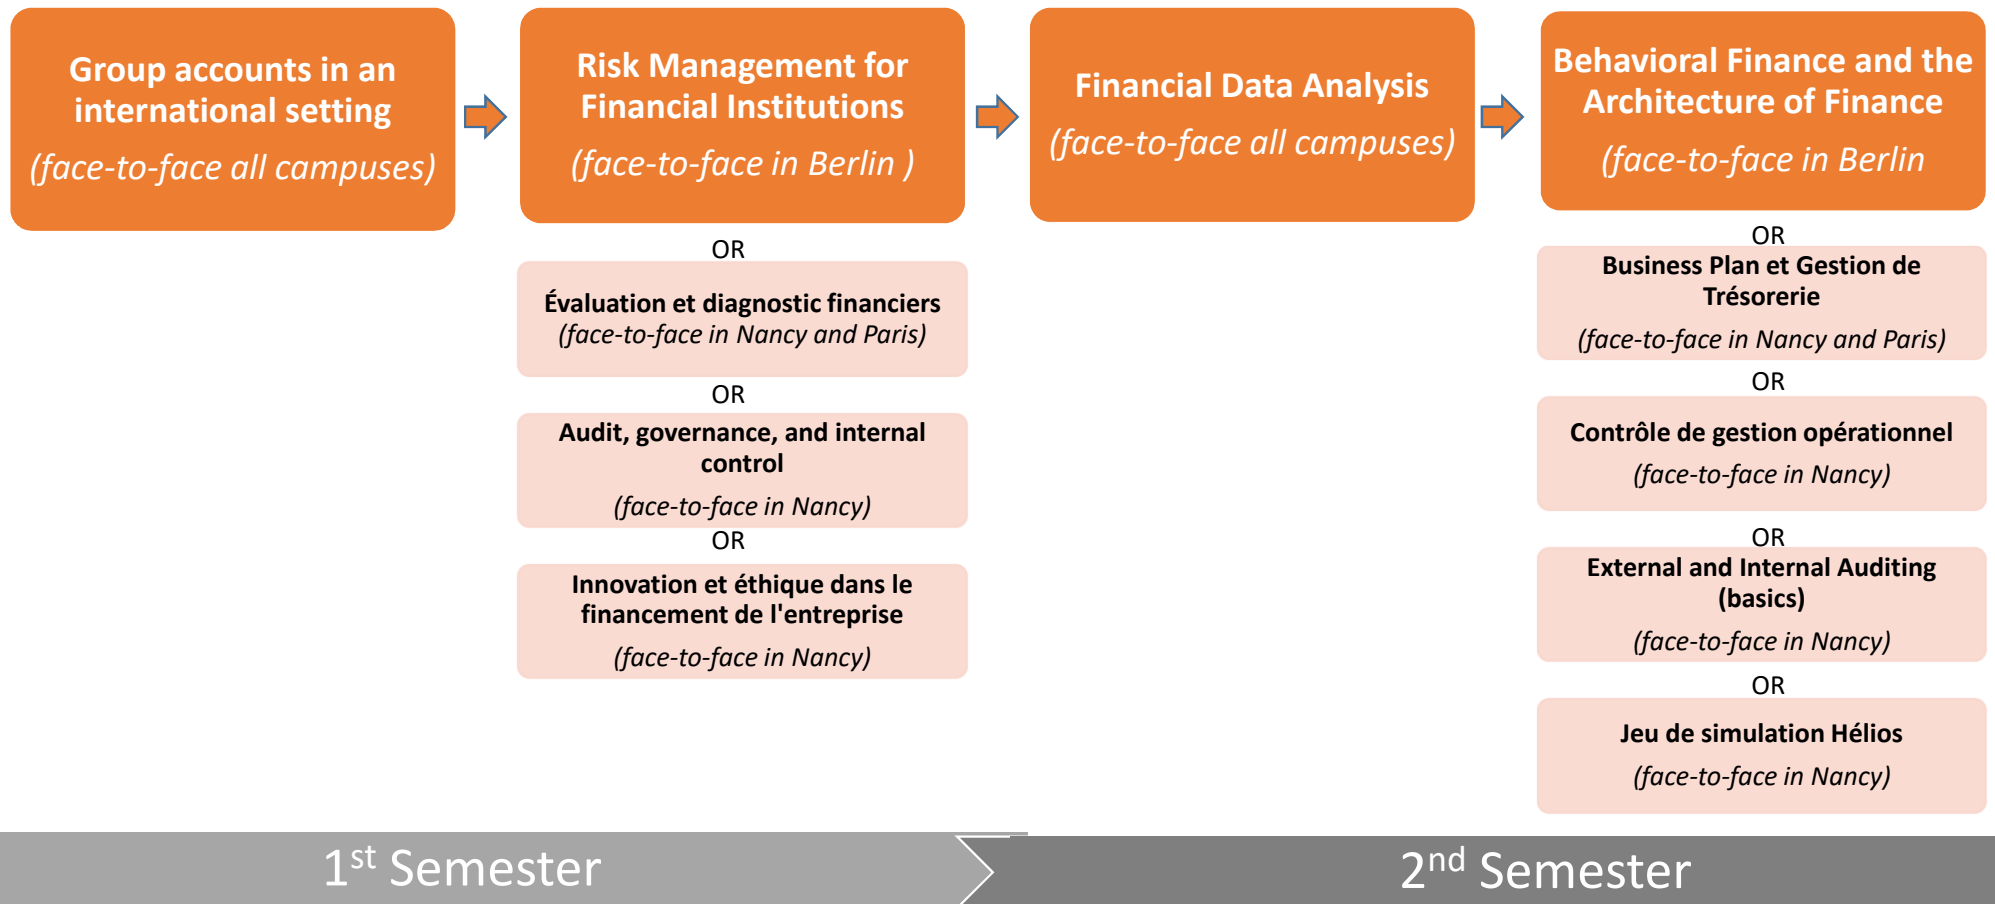 Group accounts in an
international setting
(face-to-face all campuses)
Risk Management for
Financial Institutions
(face-to-face in Berlin )
OR
Évaluation et diagnostic financiers
(face-to-face in Nancy and Paris)
OR
Audit, governance, and internal
control
(face-to-face in Nancy)
OR
Innovation et éthique dans le
financement de l'entreprise
(face-to-face in Nancy)
Financial Data Analysis
(face-to-face all campuses)
Behavioral Finance and the
Architecture of Finance
(face-to-face in Berlin
OR
Business Plan et Gestion de
Trésorerie
(face-to-face in Nancy and Paris)
OR
Contrôle de gestion opérationnel
(face-to-face in Nancy)
OR
External and Internal Auditing
(basics)
(face-to-face in Nancy)
OR
Jeu de simulation Hélios
(face-to-face in Nancy)
1st Semester
2nd Semester